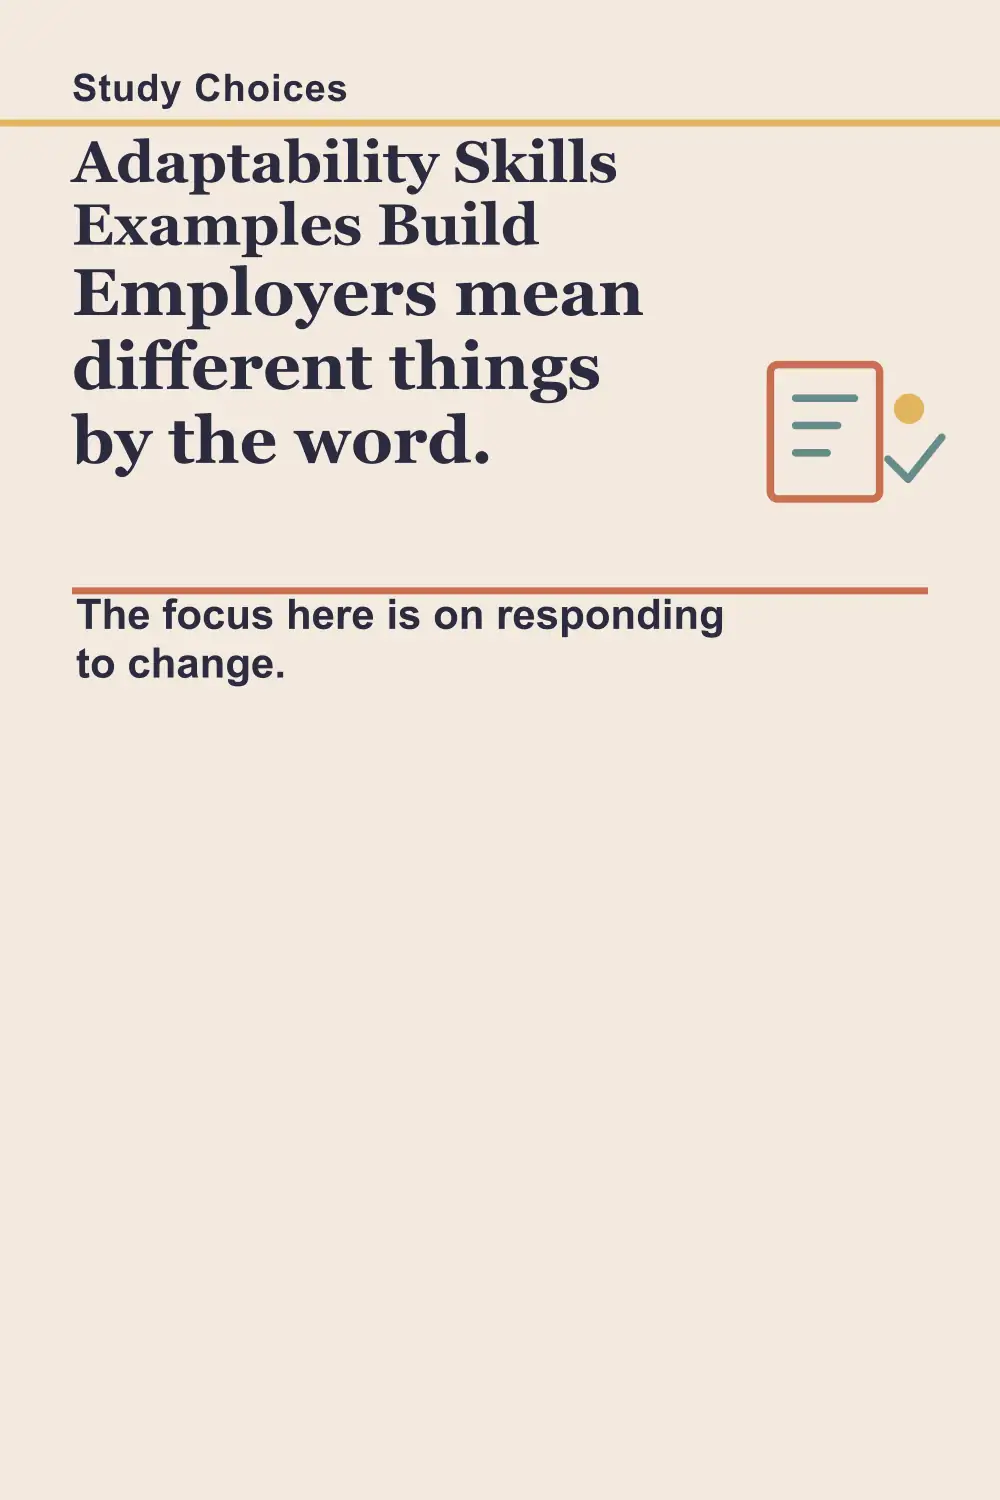 Study Choices
Adaptability Skills
Examples Build
Employers mean
different things
by the word.
The focus here is on responding
to change.